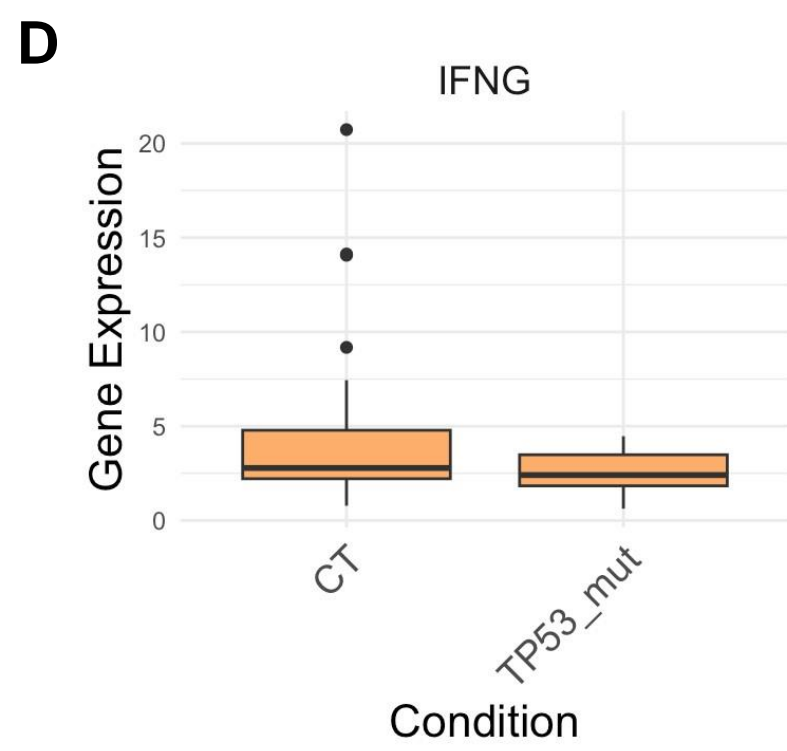 D
IFNG
Gene Expression
20
15
10
5
0
CT
TP53_mut
Condition